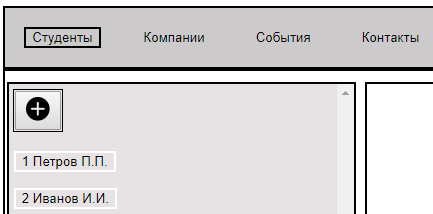 Студенты Компании События Контакты
1 Петров П.П.
2 Иванов И.И.